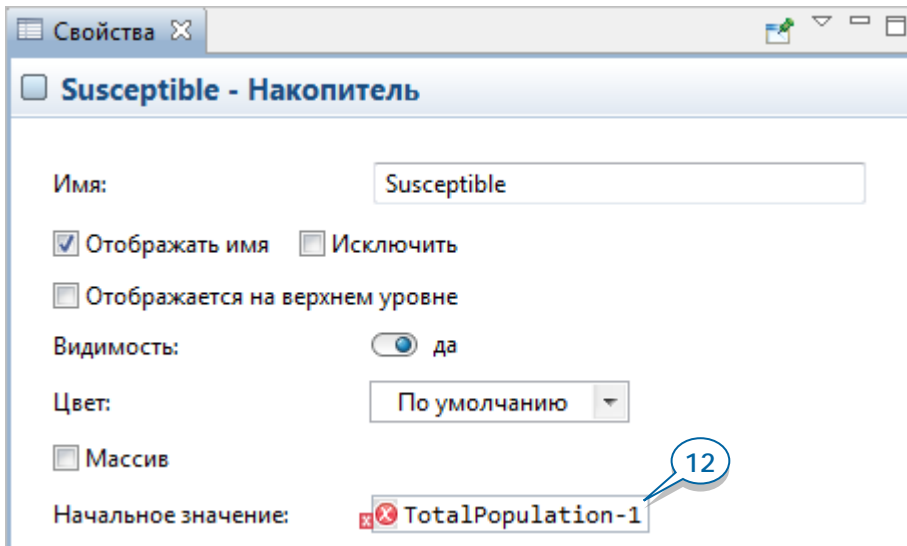 Свойства
Susceptible - Накопитель
Имя: Susceptible
Отображать имя Исключить
Отображается на верхнем уровне
Видимость: да
Цвет: По умолчанию
Массив
12
Начальное значение: TotalPopulation-1